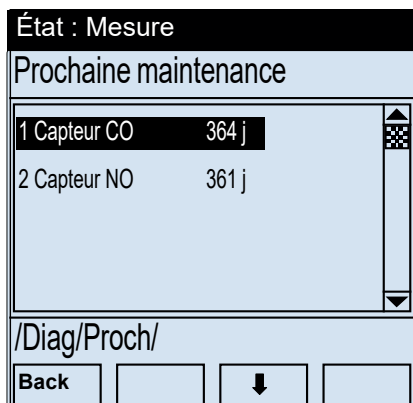 État : Mesure
Prochaine maintenance
1 Capteur CO 364 j
2 Capteur NO 361 j
/Diag/Proch/
Back